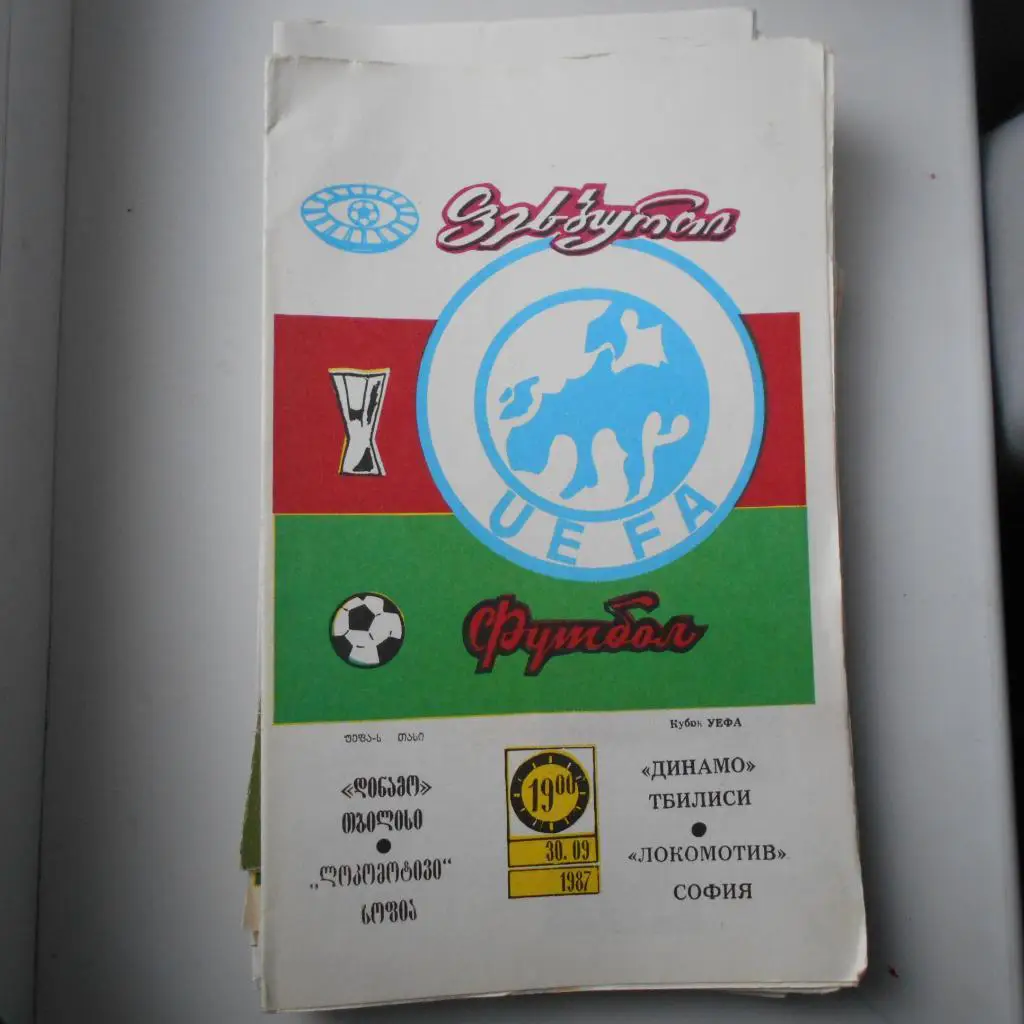 ფეხბურთი
UEFA
Футбол
უეფა-ს თასი
«დინამო»
თბილისი
„ლოკომოტივი“
სოფია
1900
30.09
1987
Кубок УЕФА
«ДИНАМО»
ТБИЛИСИ
«ЛОКОМОТИВ»
СОФИЯ